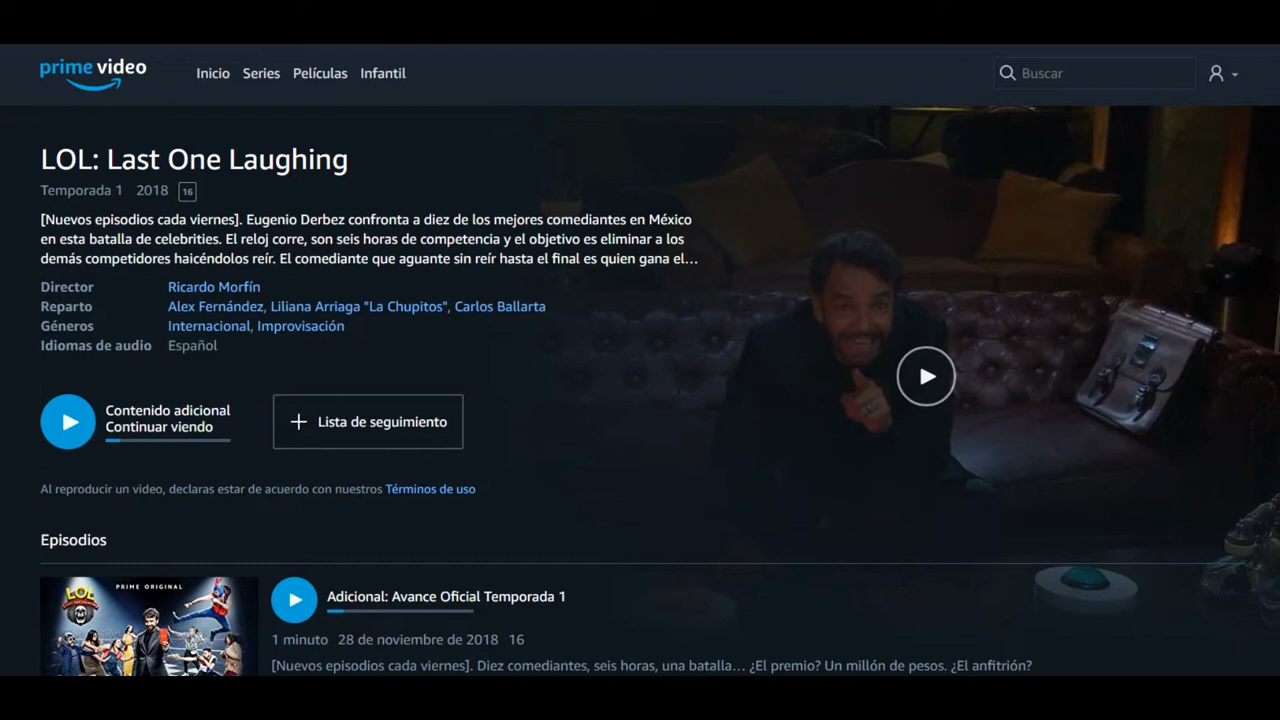 prime video
Inicio Series Películas Infantil
Buscar
LOL: Last One Laughing
Temporada 1 2018 16
[Nuevos episodios cada viernes]. Eugenio Derbez confronta a diez de los mejores comediantes en México
en esta batalla de celebrities. El reloj corre, son seis horas de competencia y el objetivo es eliminar a los
demás competidores haicéndolos reír. El comediante que aguante sin reír hasta el final es quien gana el...
Director Ricardo Morfín
Reparto Alex Fernández, Liliana Arriaga "La Chupitos", Carlos Ballarta
Géneros Internacional, Improvisación
Idiomas de audio Español
Contenido adicional
Continuar viendo
Lista de seguimiento
Al reproducir un video, declaras estar de acuerdo con nuestros Términos de uso
Episodios
PRIME ORIGINAL
LOL
Adicional: Avance Oficial Temporada 1
1 minuto 28 de noviembre de 2018 16
[Nuevos episodios cada viernes]. Diez comediantes, seis horas, una batalla... ¿El premio? Un millón de pesos. ¿El anfitrión?